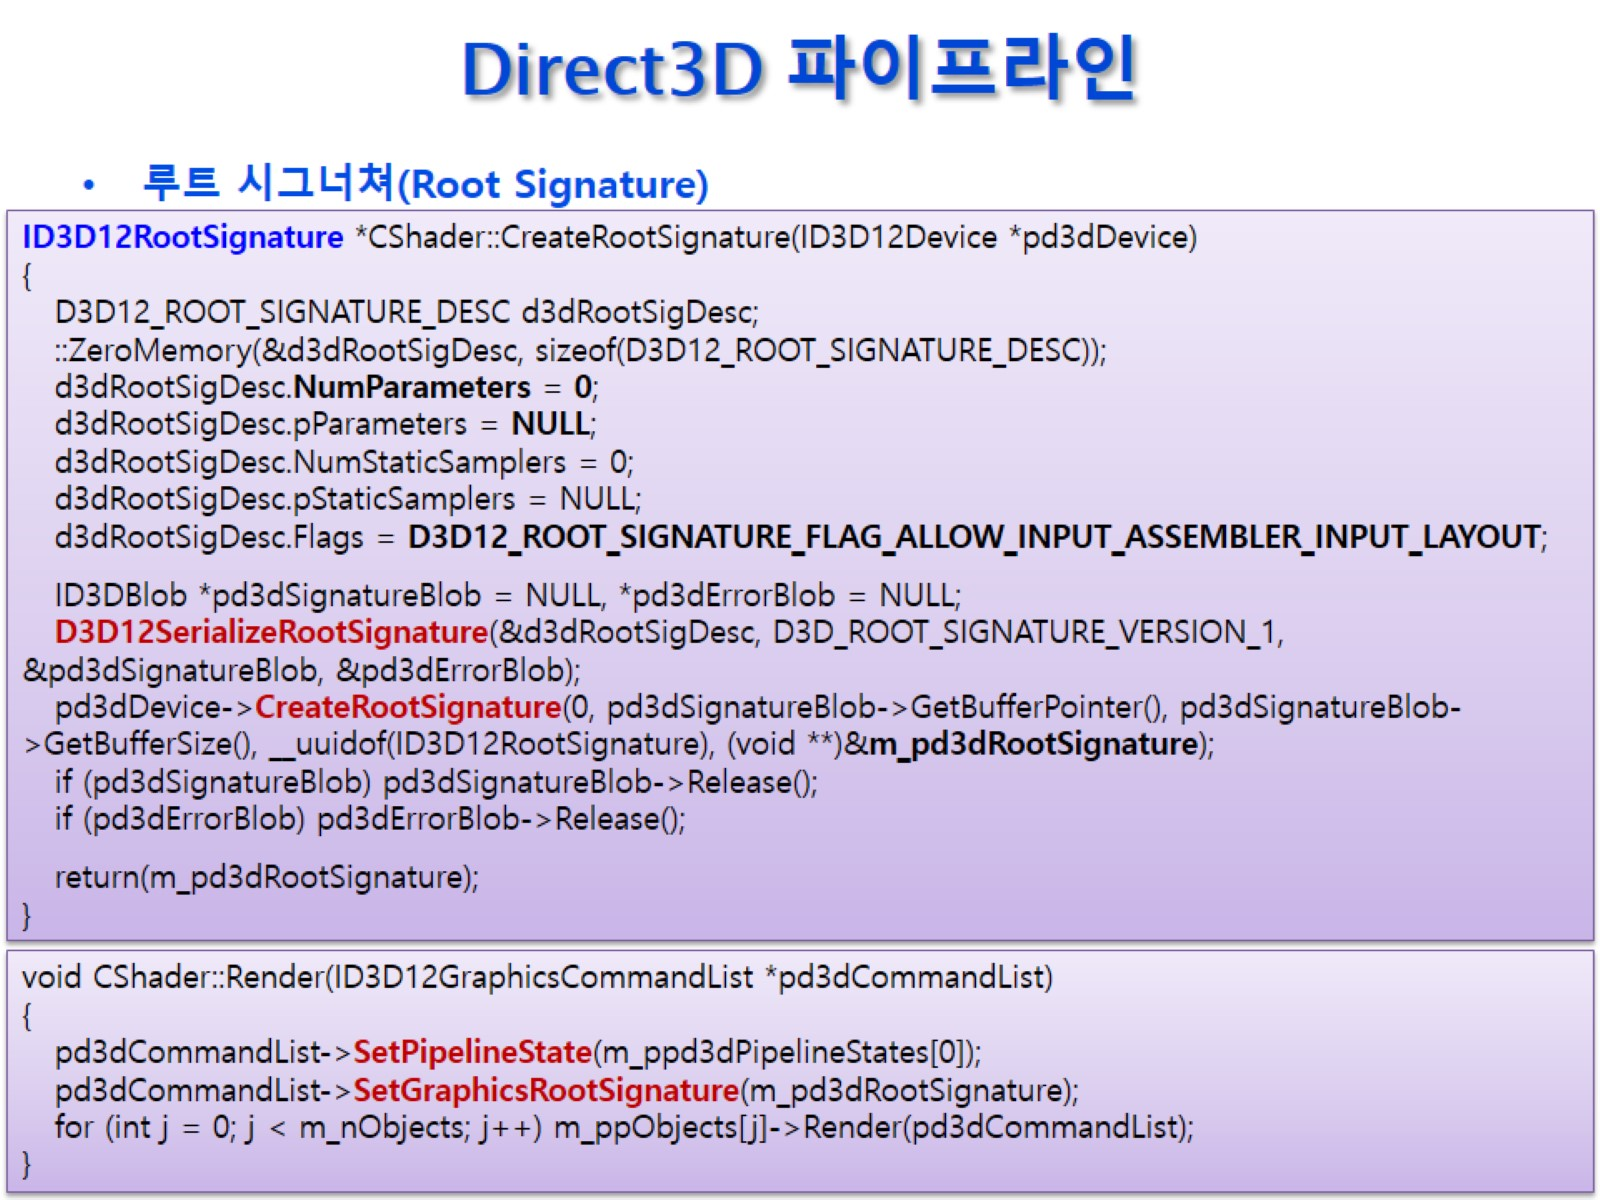 Direct3D 파이프라인
• 루트 시그너쳐(Root Signature)
ID3D12RootSignature *CShader::CreateRootSignature(ID3D12Device *pd3dDevice)
{
D3D12_ROOT_SIGNATURE_DESC d3dRootSigDesc;
::ZeroMemory(&d3dRootSigDesc, sizeof(D3D12_ROOT_SIGNATURE_DESC));
d3dRootSigDesc.NumParameters = 0;
d3dRootSigDesc.pParameters = NULL;
d3dRootSigDesc.NumStaticSamplers = 0;
d3dRootSigDesc.pStaticSamplers = NULL;
d3dRootSigDesc.Flags = D3D12_ROOT_SIGNATURE_FLAG_ALLOW_INPUT_ASSEMBLER_INPUT_LAYOUT;
ID3DBlob *pd3dSignatureBlob = NULL, *pd3dErrorBlob = NULL;
D3D12SerializeRootSignature(&d3dRootSigDesc, D3D_ROOT_SIGNATURE_VERSION_1,
&pd3dSignatureBlob, &pd3dErrorBlob);
pd3dDevice->CreateRootSignature(0, pd3dSignatureBlob->GetBufferPointer(), pd3dSignatureBlob-
>GetBufferSize(), __uuidof(ID3D12RootSignature), (void **)&m_pd3dRootSignature);
if (pd3dSignatureBlob) pd3dSignatureBlob->Release();
if (pd3dErrorBlob) pd3dErrorBlob->Release();
return(m_pd3dRootSignature);
}
void CShader::Render(ID3D12GraphicsCommandList *pd3dCommandList)
{
pd3dCommandList->SetPipelineState(m_ppd3dPipelineStates[0]);
pd3dCommandList->SetGraphicsRootSignature(m_pd3dRootSignature);
for (int j = 0; j < m_nObjects; j++) m_ppObjects[j]->Render(pd3dCommandList);
}